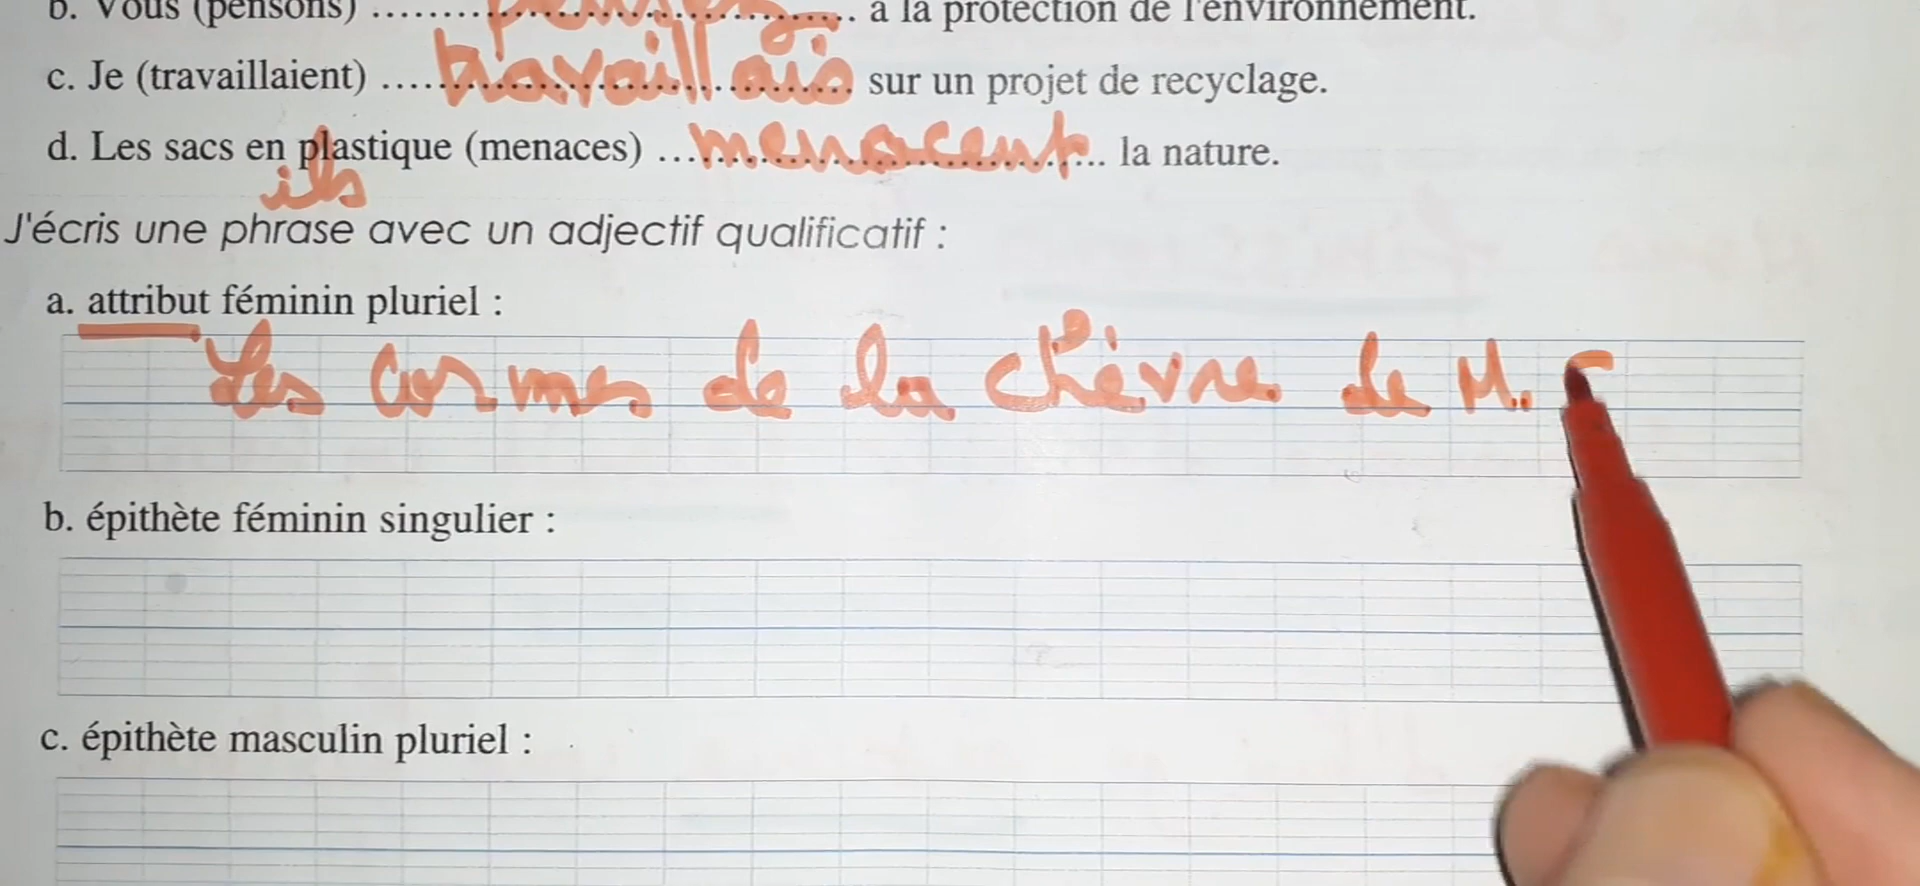 b. Vous (pensons) ........ pensiez ........ à la protection de l'environnement.
c. Je (travaillaient) ........ travaillais ........ sur un projet de recyclage.
d. Les sacs en plastique (menaces) ........ menacent ........ la nature.
ils
J'écris une phrase avec un adjectif qualificatif :
a. attribut féminin pluriel :
Les cornes de la chèvre de M. S
b. épithète féminin singulier :
c. épithète masculin pluriel :